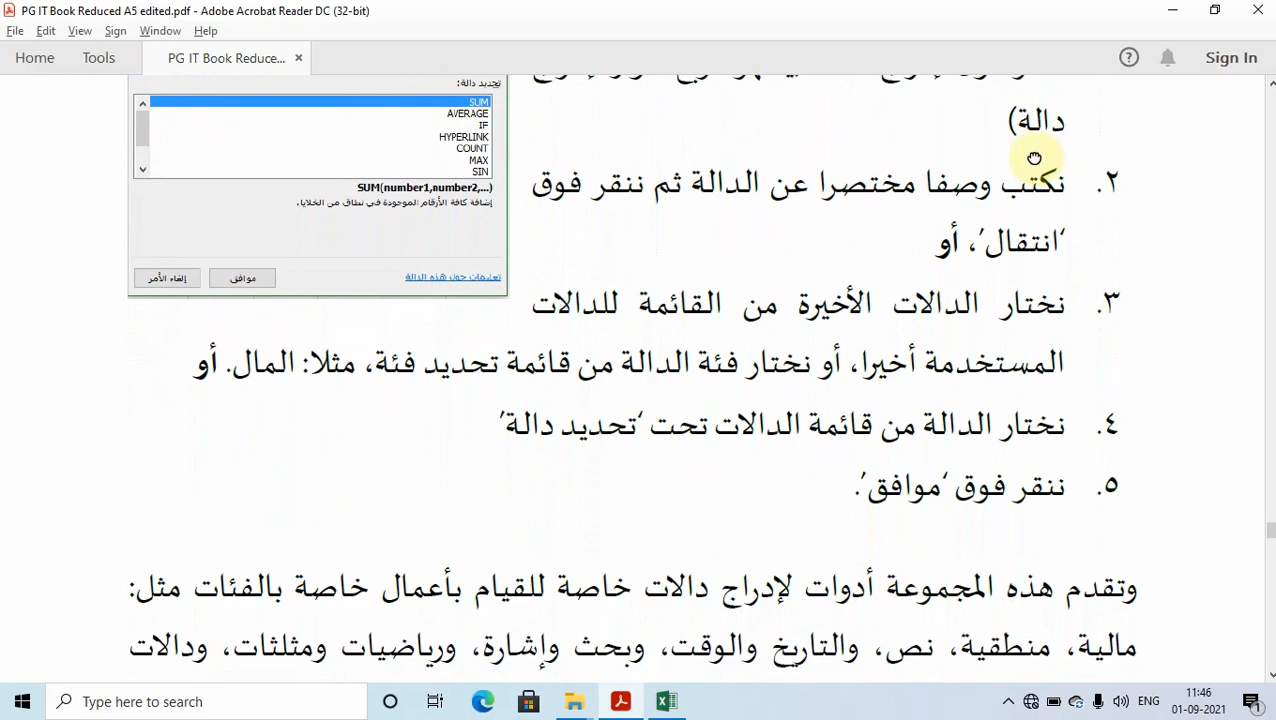 PG IT Book Reduced A5 edited.pdf - Adobe Acrobat Reader DC (32-bit)
File Edit View Sign Window Help
Home Tools PG IT Book Reduce... × Sign In
تحديد دالة:
SUM
AVERAGE
IF
HYPERLINK
COUNT
MAX
SIN
SUM(number1,number2,...)
إضافة كافة الأرقام الموجودة في نطاق من الخلايا.
تعليمات حول هذه الدالة
موافق إلغاء الأمر
دالة)
٢. نكتب وصفا مختصرا عن الدالة ثم ننقر فوق
‘انتقال’، أو
٣. نختار الدالات الأخيرة من القائمة للدالات
المستخدمة أخيرا، أو نختار فئة الدالة من قائمة تحديد فئة، مثلا: المال. أو
٤. نختار الدالة من قائمة الدالات تحت ‘تحديد دالة’
٥. ننقر فوق ‘موافق’.
وتقدم هذه المجموعة أدوات لإدراج دالات خاصة للقيام بأعمال خاصة بالفئات مثل:
مالية، منطقية، نص، والتاريخ والوقت، وبحث وإشارة، ورياضيات ومثلثات، ودالات
Type here to search
ENG
11:46
01-09-2021
1